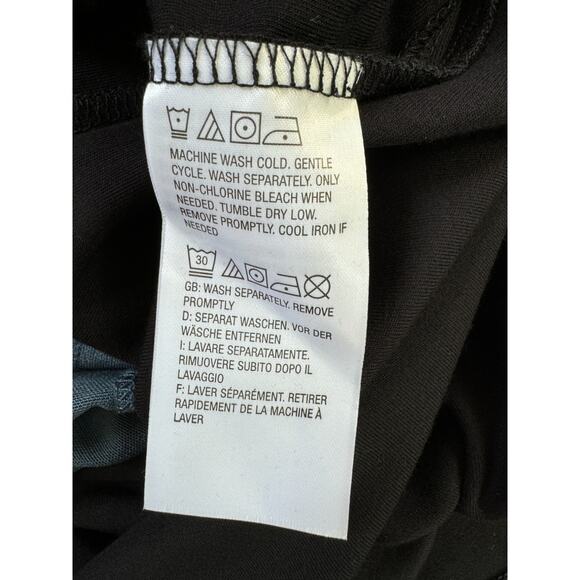 MACHINE WASH COLD. GENTLE
CYCLE. WASH SEPARATELY. ONLY
NON-CHLORINE BLEACH WHEN
NEEDED. TUMBLE DRY LOW.
REMOVE PROMPTLY. COOL IRON IF
NEEDED
30
GB: WASH SEPARATELY. REMOVE
PROMPTLY
D: SEPARAT WASCHEN. VOR DER
WÄSCHE ENTFERNEN
I: LAVARE SEPARATAMENTE.
RIMUOVERE SUBITO DOPO IL
LAVAGGIO
F: LAVER SÉPARÉMENT. RETIRER
RAPIDEMENT DE LA MACHINE À
LAVER